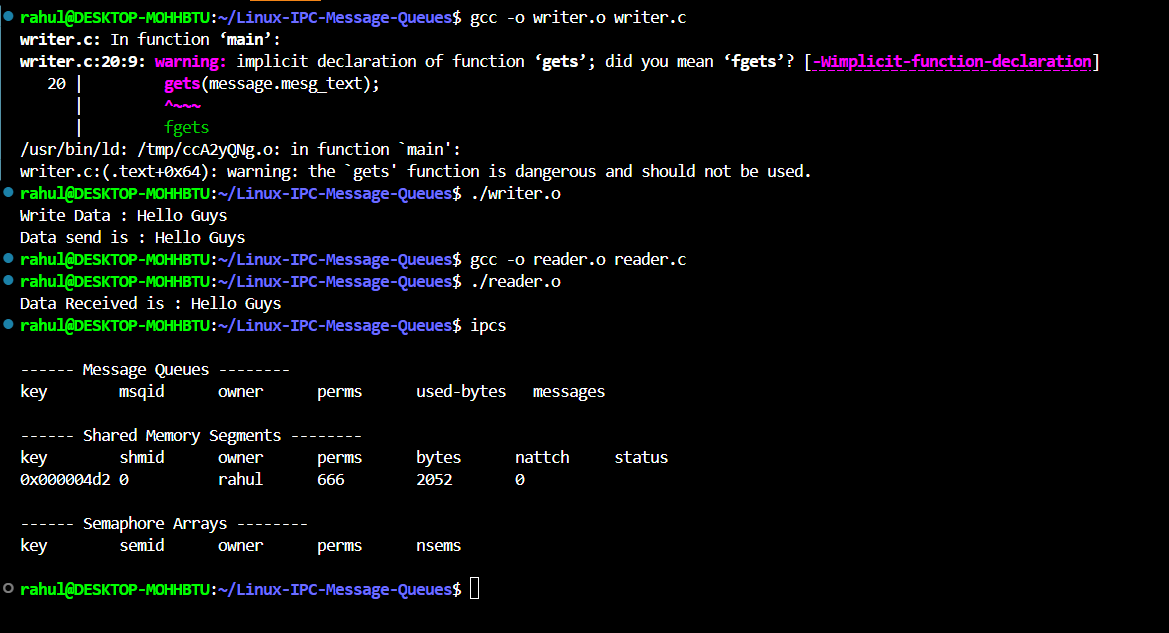 rahul@DESKTOP-MOHHBTU:~/Linux-IPC-Message-Queues$ gcc -o writer.o writer.c
writer.c: In function ‘main’:
writer.c:20:9: warning: implicit declaration of function ‘gets’; did you mean ‘fgets’? [-Wimplicit-function-declaration]
   20 |         gets(message.mesg_text);
      |         ^~~~
      |         fgets
/usr/bin/ld: /tmp/ccA2yQNg.o: in function `main':
writer.c:(.text+0x64): warning: the `gets' function is dangerous and should not be used.
rahul@DESKTOP-MOHHBTU:~/Linux-IPC-Message-Queues$ ./writer.o
Write Data : Hello Guys
Data send is : Hello Guys
rahul@DESKTOP-MOHHBTU:~/Linux-IPC-Message-Queues$ gcc -o reader.o reader.c
rahul@DESKTOP-MOHHBTU:~/Linux-IPC-Message-Queues$ ./reader.o
Data Received is : Hello Guys
rahul@DESKTOP-MOHHBTU:~/Linux-IPC-Message-Queues$ ipcs
------ Message Queues --------
key        msqid      owner      perms      used-bytes   messages
------ Shared Memory Segments --------
key        shmid      owner      perms      bytes      nattch     status
0x000004d2 0          rahul      666        2052       0
------ Semaphore Arrays --------
key        semid      owner      perms      nsems
rahul@DESKTOP-MOHHBTU:~/Linux-IPC-Message-Queues$